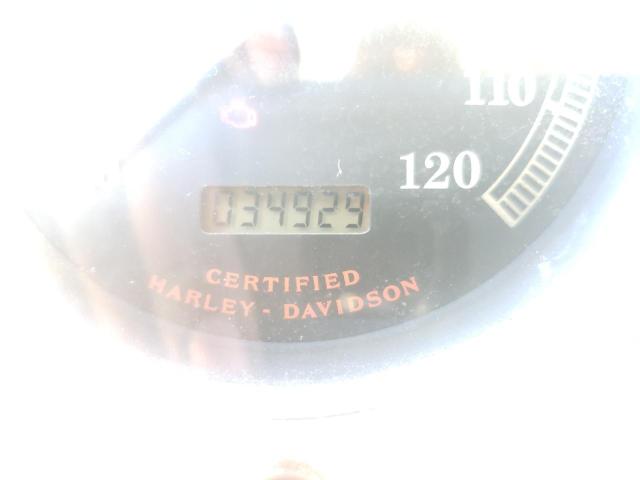 110
120
034929
CERTIFIED
HARLEY - DAVIDSON